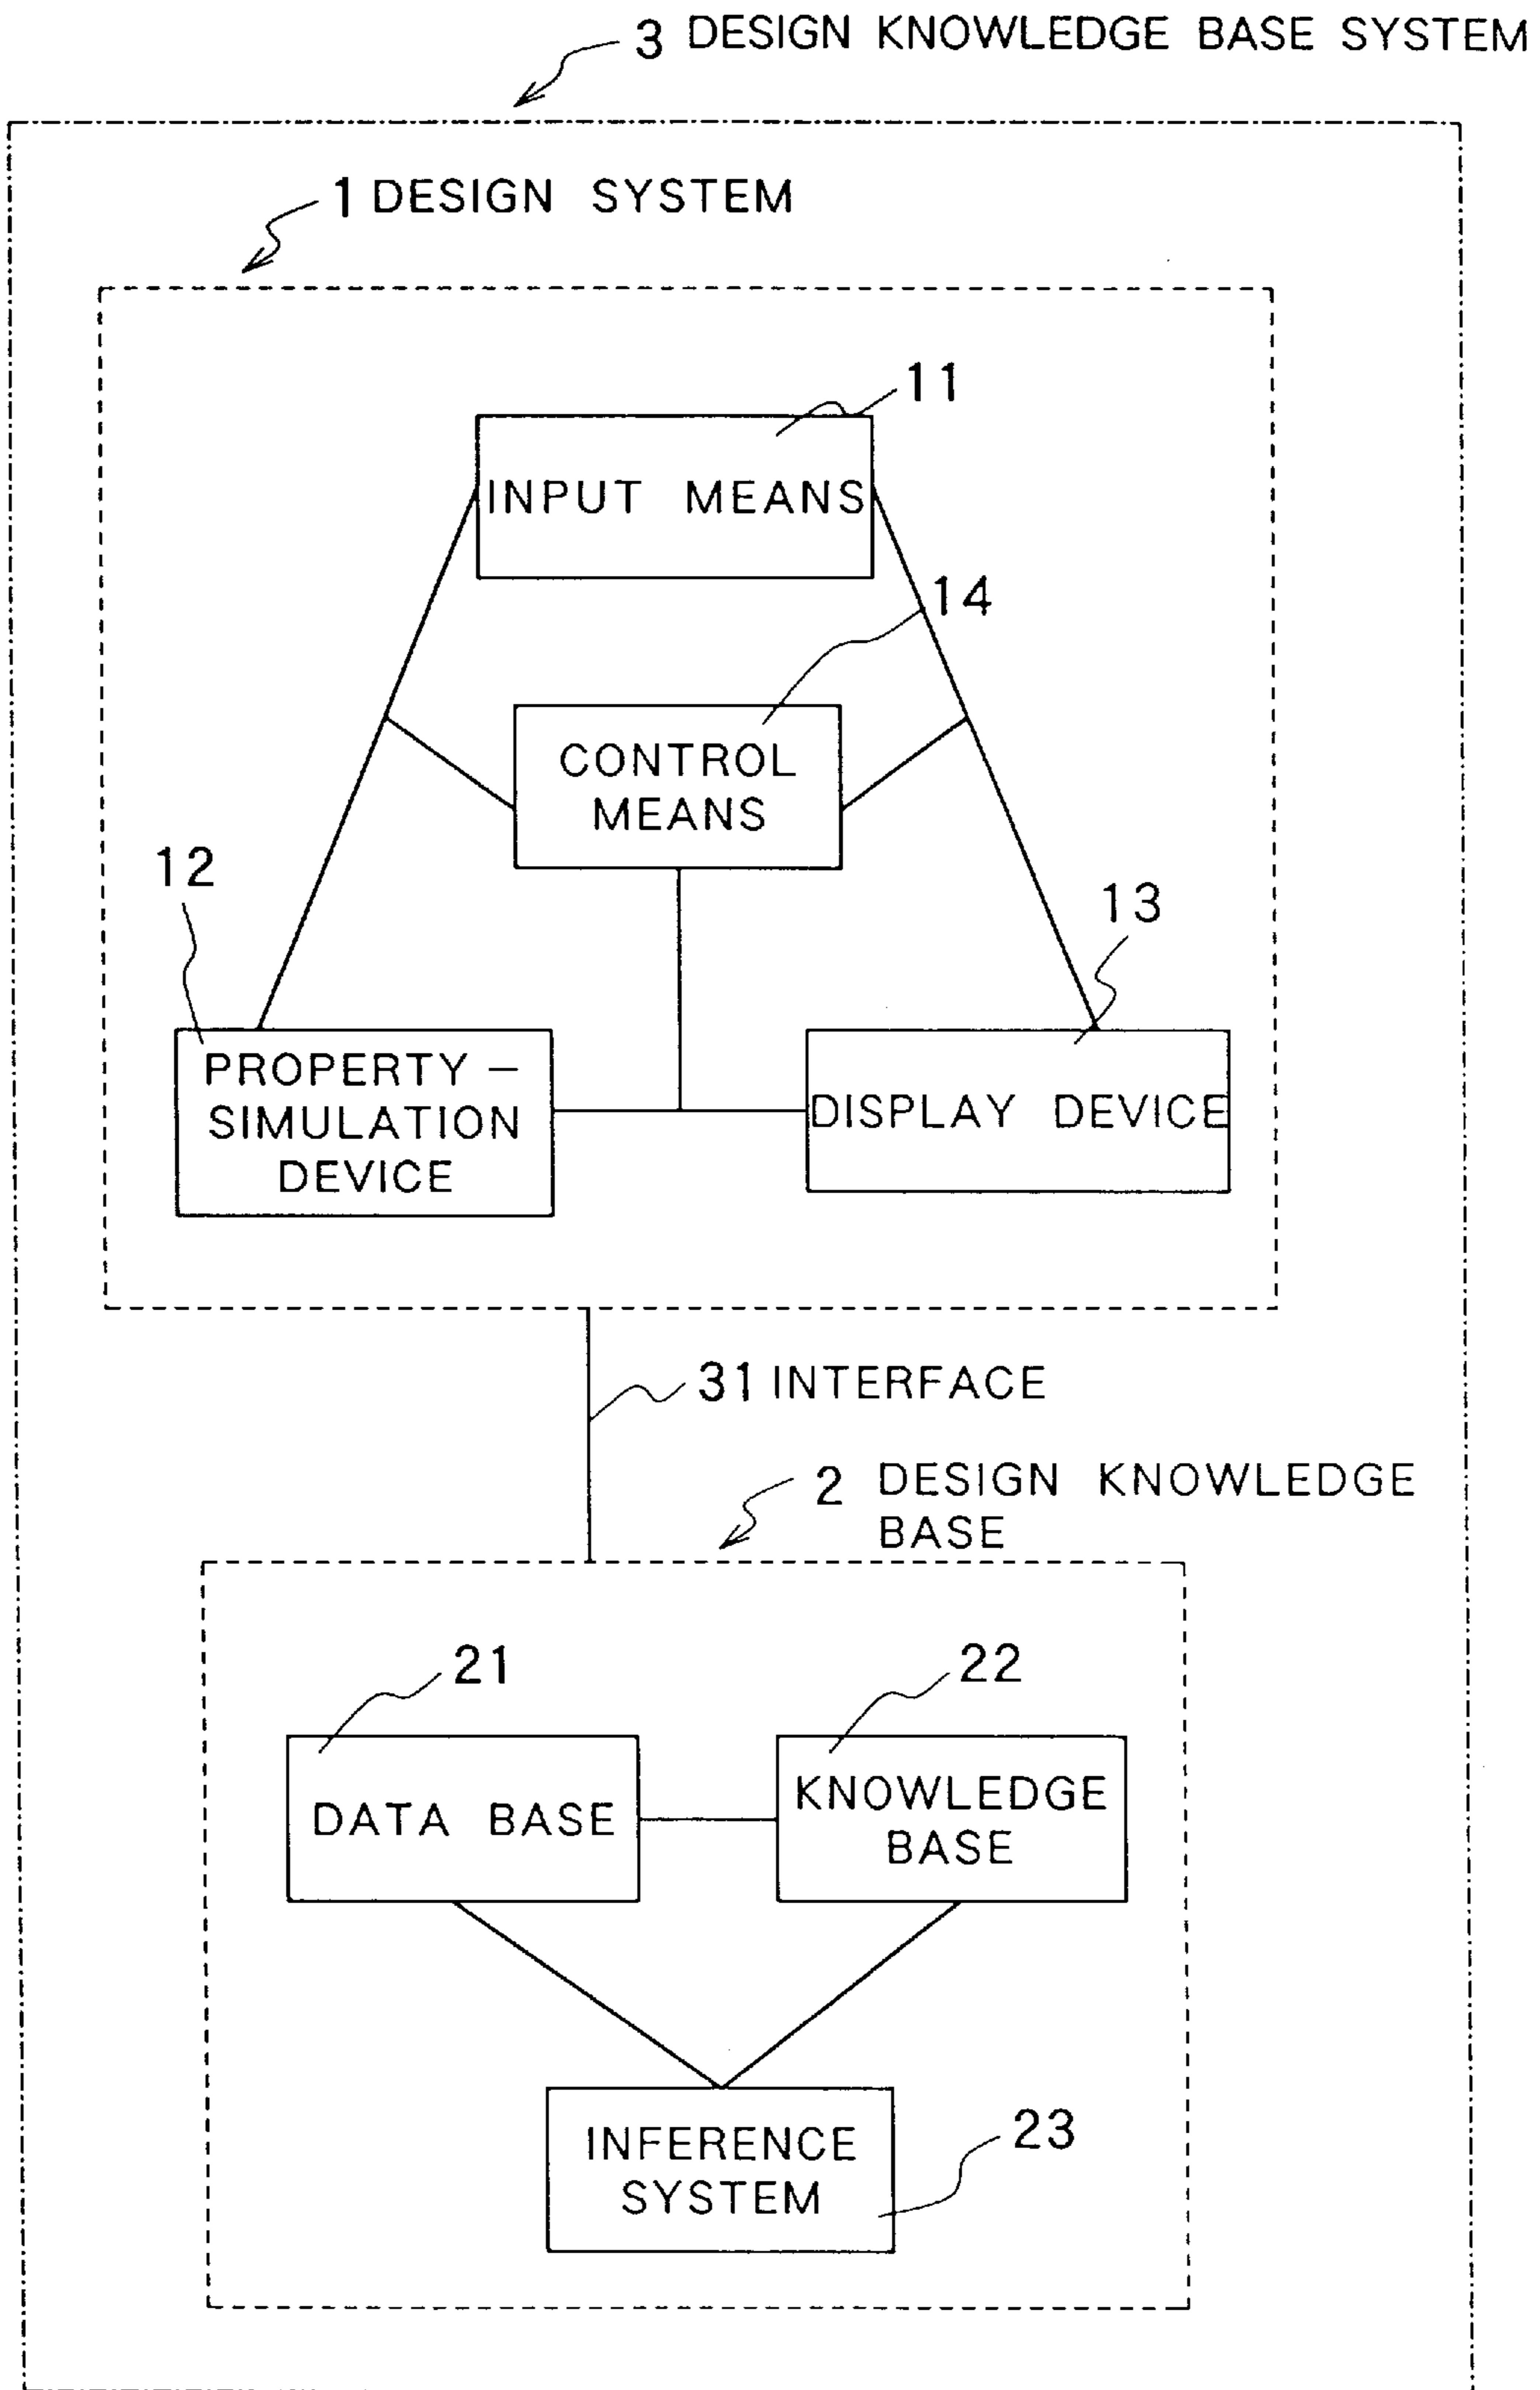 3 DESIGN KNOWLEDGE BASE SYSTEM
1 DESIGN SYSTEM
11
INPUT MEANS
14
CONTROL
MEANS
12
13
PROPERTY –
SIMULATION
DEVICE
DISPLAY DEVICE
31 INTERFACE
2 DESIGN KNOWLEDGE
BASE
21
22
DATA BASE
KNOWLEDGE
BASE
INFERENCE
SYSTEM
23